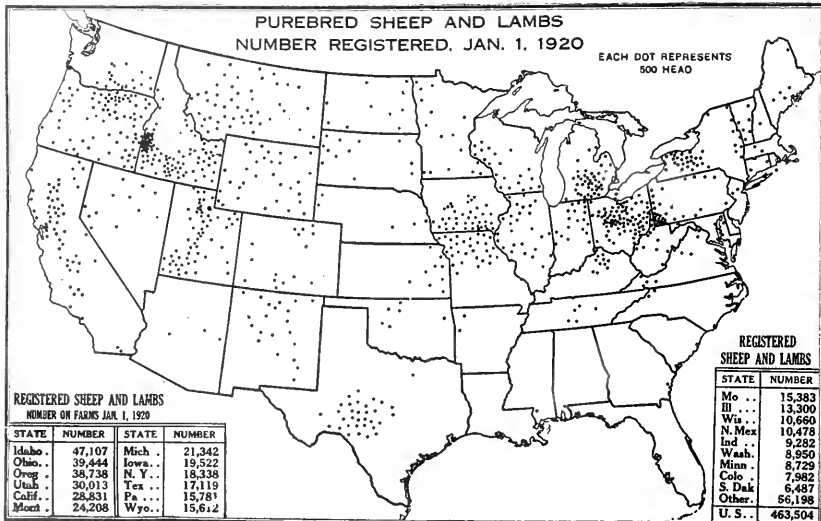 PUREBRED SHEEP AND LAMBS
NUMBER REGISTERED, JAN. 1, 1920
EACH DOT REPRESENTS
500 HEAD
REGISTERED SHEEP AND LAMBS
NUMBER ON FARMS JAN. 1, 1920
STATE NUMBER STATE NUMBER
Idaho. 47,107 Mich. 21,342
Ohio.. 39,444 Iowa.. 19,522
Oreg. 38,738 N. Y.. 18,338
Utah. 30,013 Tex .. 17,119
Calif.. 28,831 Pa ... 15,781
Mont. 24,208 Wyo.. 15,612
REGISTERED
SHEEP AND LAMBS
STATE NUMBER
Mo .. 15,383
Ill ... 13,300
Wis .. 10,660
N. Mex 10,478
Ind .. 9,282
Wash. 8,950
Minn . 8,729
Colo . 7,982
S. Dak 6,487
Other. 56,198
U. S.. 463,504